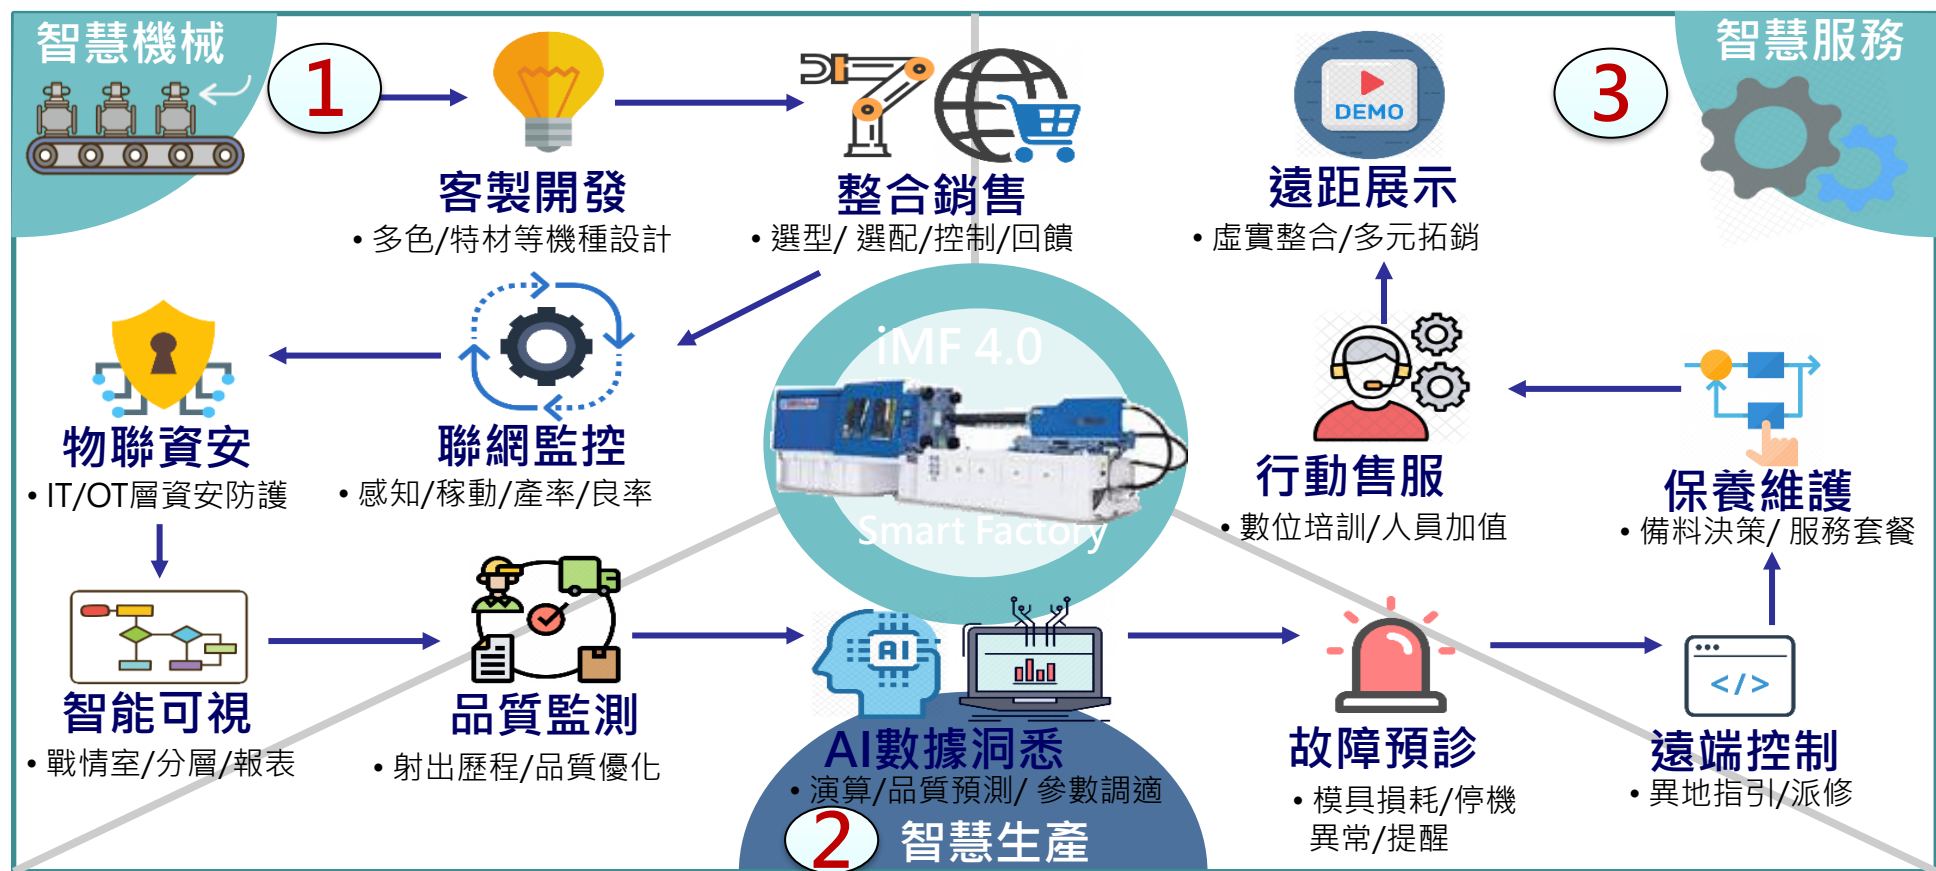 智慧機械
1
客製開發
• 多色/特材等機種設計
整合銷售
• 選型/ 選配/控制/回饋
DEMO
遠距展示
• 虛實整合/多元拓銷
3
智慧服務
物聯資安
• IT/OT層資安防護
聯網監控
• 感知/稼動/產率/良率
iMF 4.0
Smart Factory
行動售服
• 數位培訓/人員加值
保養維護
• 備料決策/ 服務套餐
智能可視
• 戰情室/分層/報表
品質監測
• 射出歷程/品質優化
AI
AI數據洞悉
• 演算/品質預測/ 參數調適
2
智慧生產
故障預診
• 模具損耗/停機
異常/提醒
</>
遠端控制
• 異地指引/派修